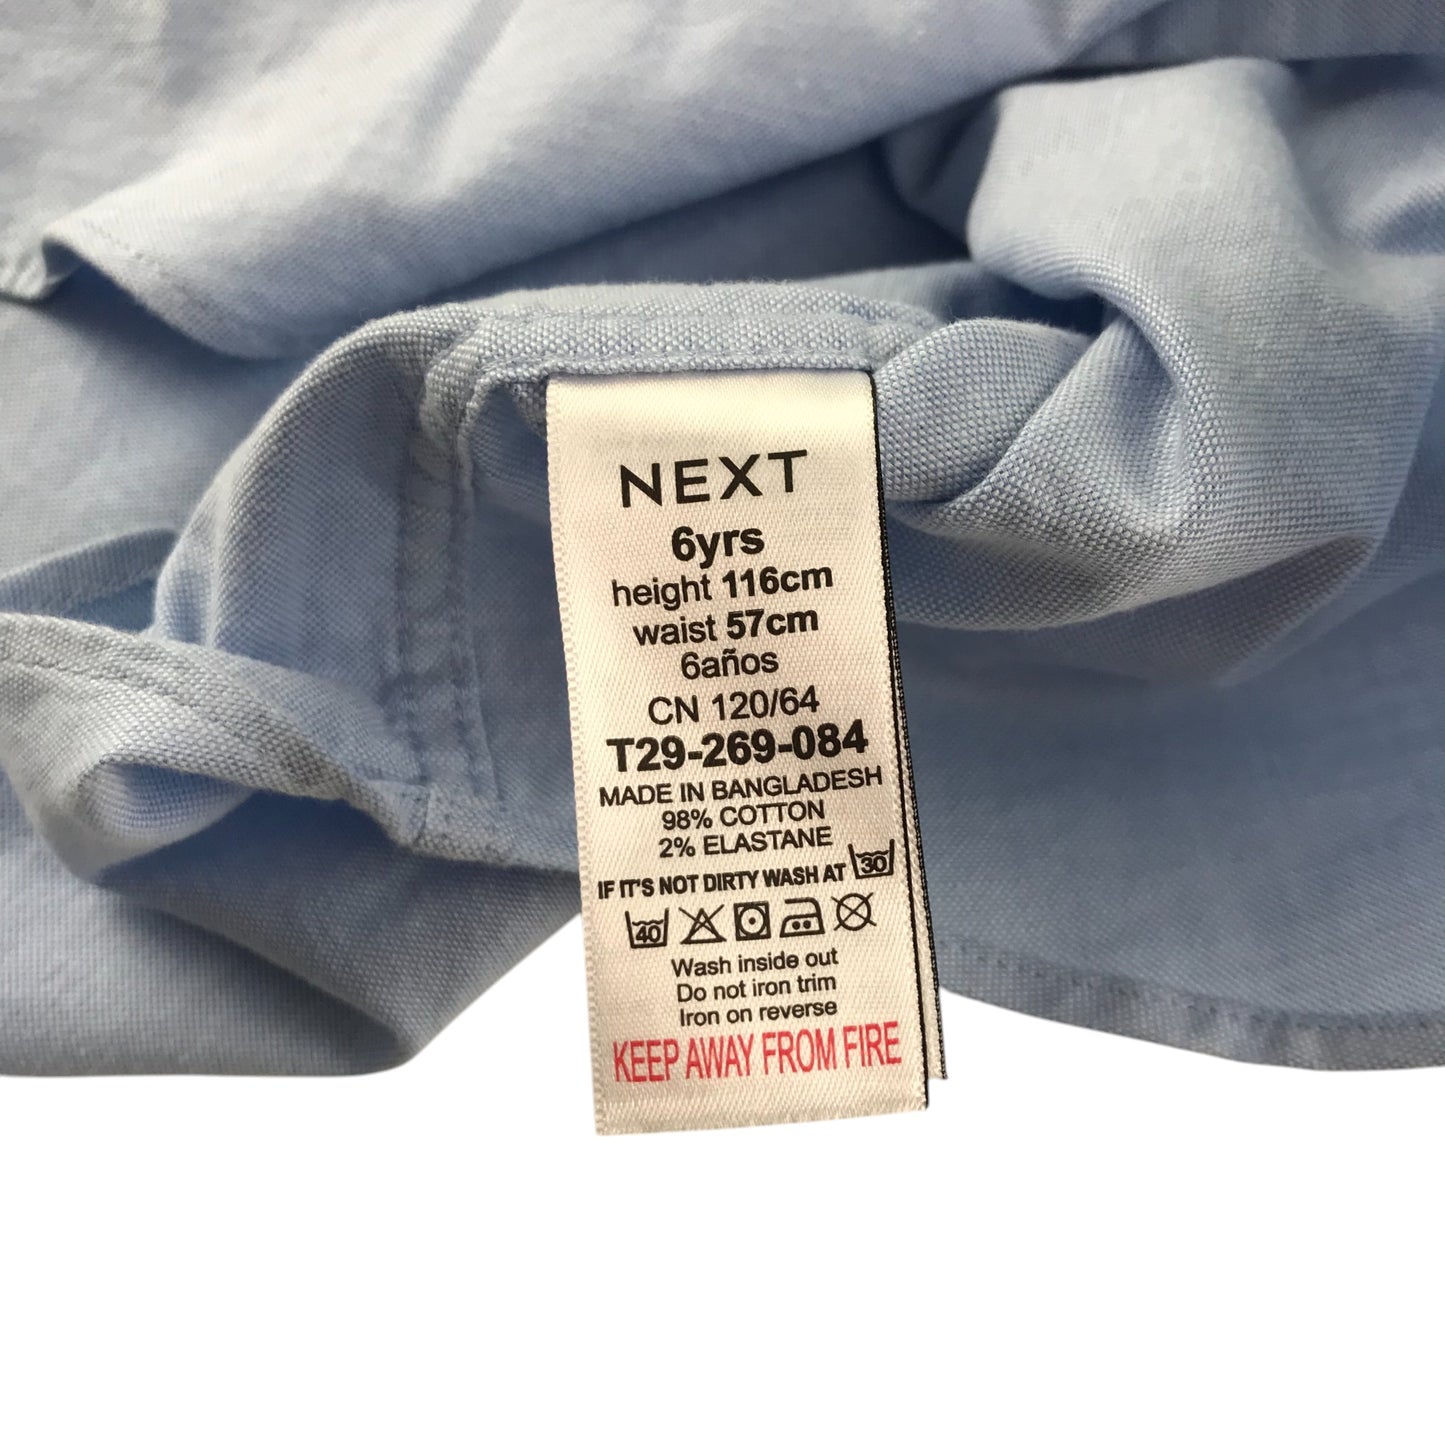 NEXT
6yrs
height 116cm
waist 57cm
6años
CN 120/64
T29-269-084
MADE IN BANGLADESH
98% COTTON
2% ELASTANE
IF IT'S NOT DIRTY WASH AT 30
40
Wash inside out
Do not iron trim
Iron on reverse
KEEP AWAY FROM FIRE